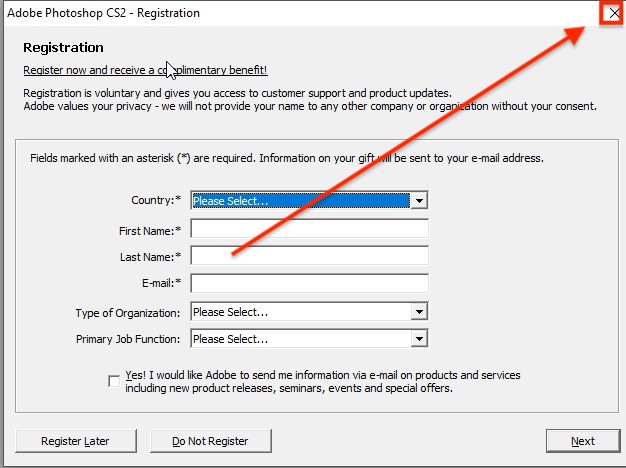 Adobe Photoshop CS2 - Registration
Registration
Register now and receive a complimentary benefit!
Registration is voluntary and gives you access to customer support and product updates.
Adobe values your privacy - we will not provide your name to any other company or organization without your consent.
Fields marked with an asterisk (*) are required. Information on your gift will be sent to your e-mail address.
Country:* Please Select...
First Name:*
Last Name:*
E-mail:*
Type of Organization: Please Select...
Primary Job Function: Please Select...
Yes! I would like Adobe to send me information via e-mail on products and services
including new product releases, seminars, events and special offers.
Register Later Do Not Register Next